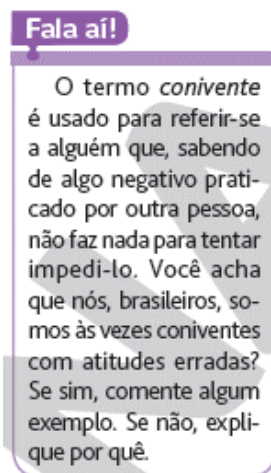 Fala aí!
O termo conivente
é usado para referir-se
a alguém que, sabendo
de algo negativo prati-
cado por outra pessoa,
não faz nada para tentar
impedi-lo. Você acha
que nós, brasileiros, so-
mos às vezes coniventes
com atitudes erradas?
Se sim, comente algum
exemplo. Se não, expli-
que por quê.